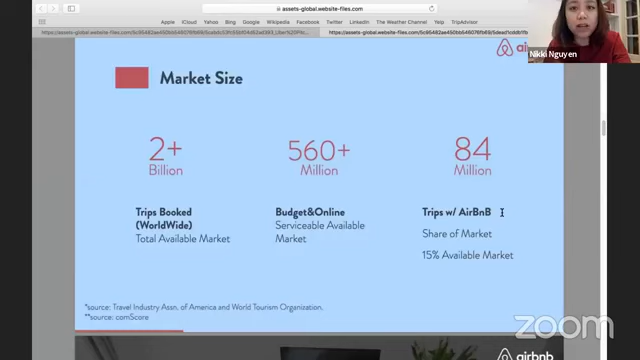 assets-global.website-files.com
Apple iCloud Yahoo Bing Google Wikipedia Facebook Twitter LinkedIn The Weather Channel Yelp TripAdvisor
Nikki Nguyen
Market Size
2+
Billion
Trips Booked
(WorldWide)
Total Available Market
560+
Million
Budget&Online
Serviceable Available
Market
84
Million
Trips w/ AirBnB
Share of Market
15% Available Market
*source: Travel Industry Assn. of America and World Tourism Organization.
**source: comScore
zoom
airbnb